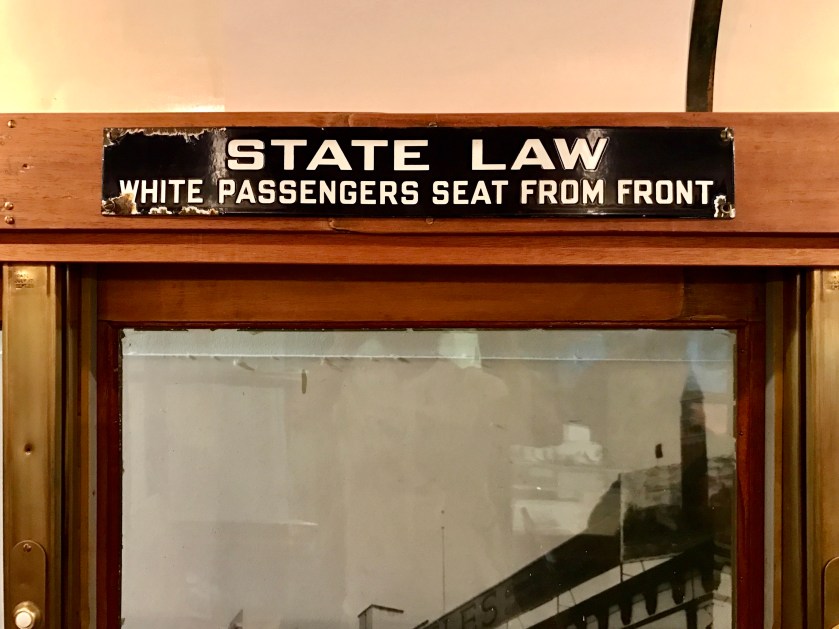 STATE LAW
WHITE PASSENGERS SEAT FROM FRONT